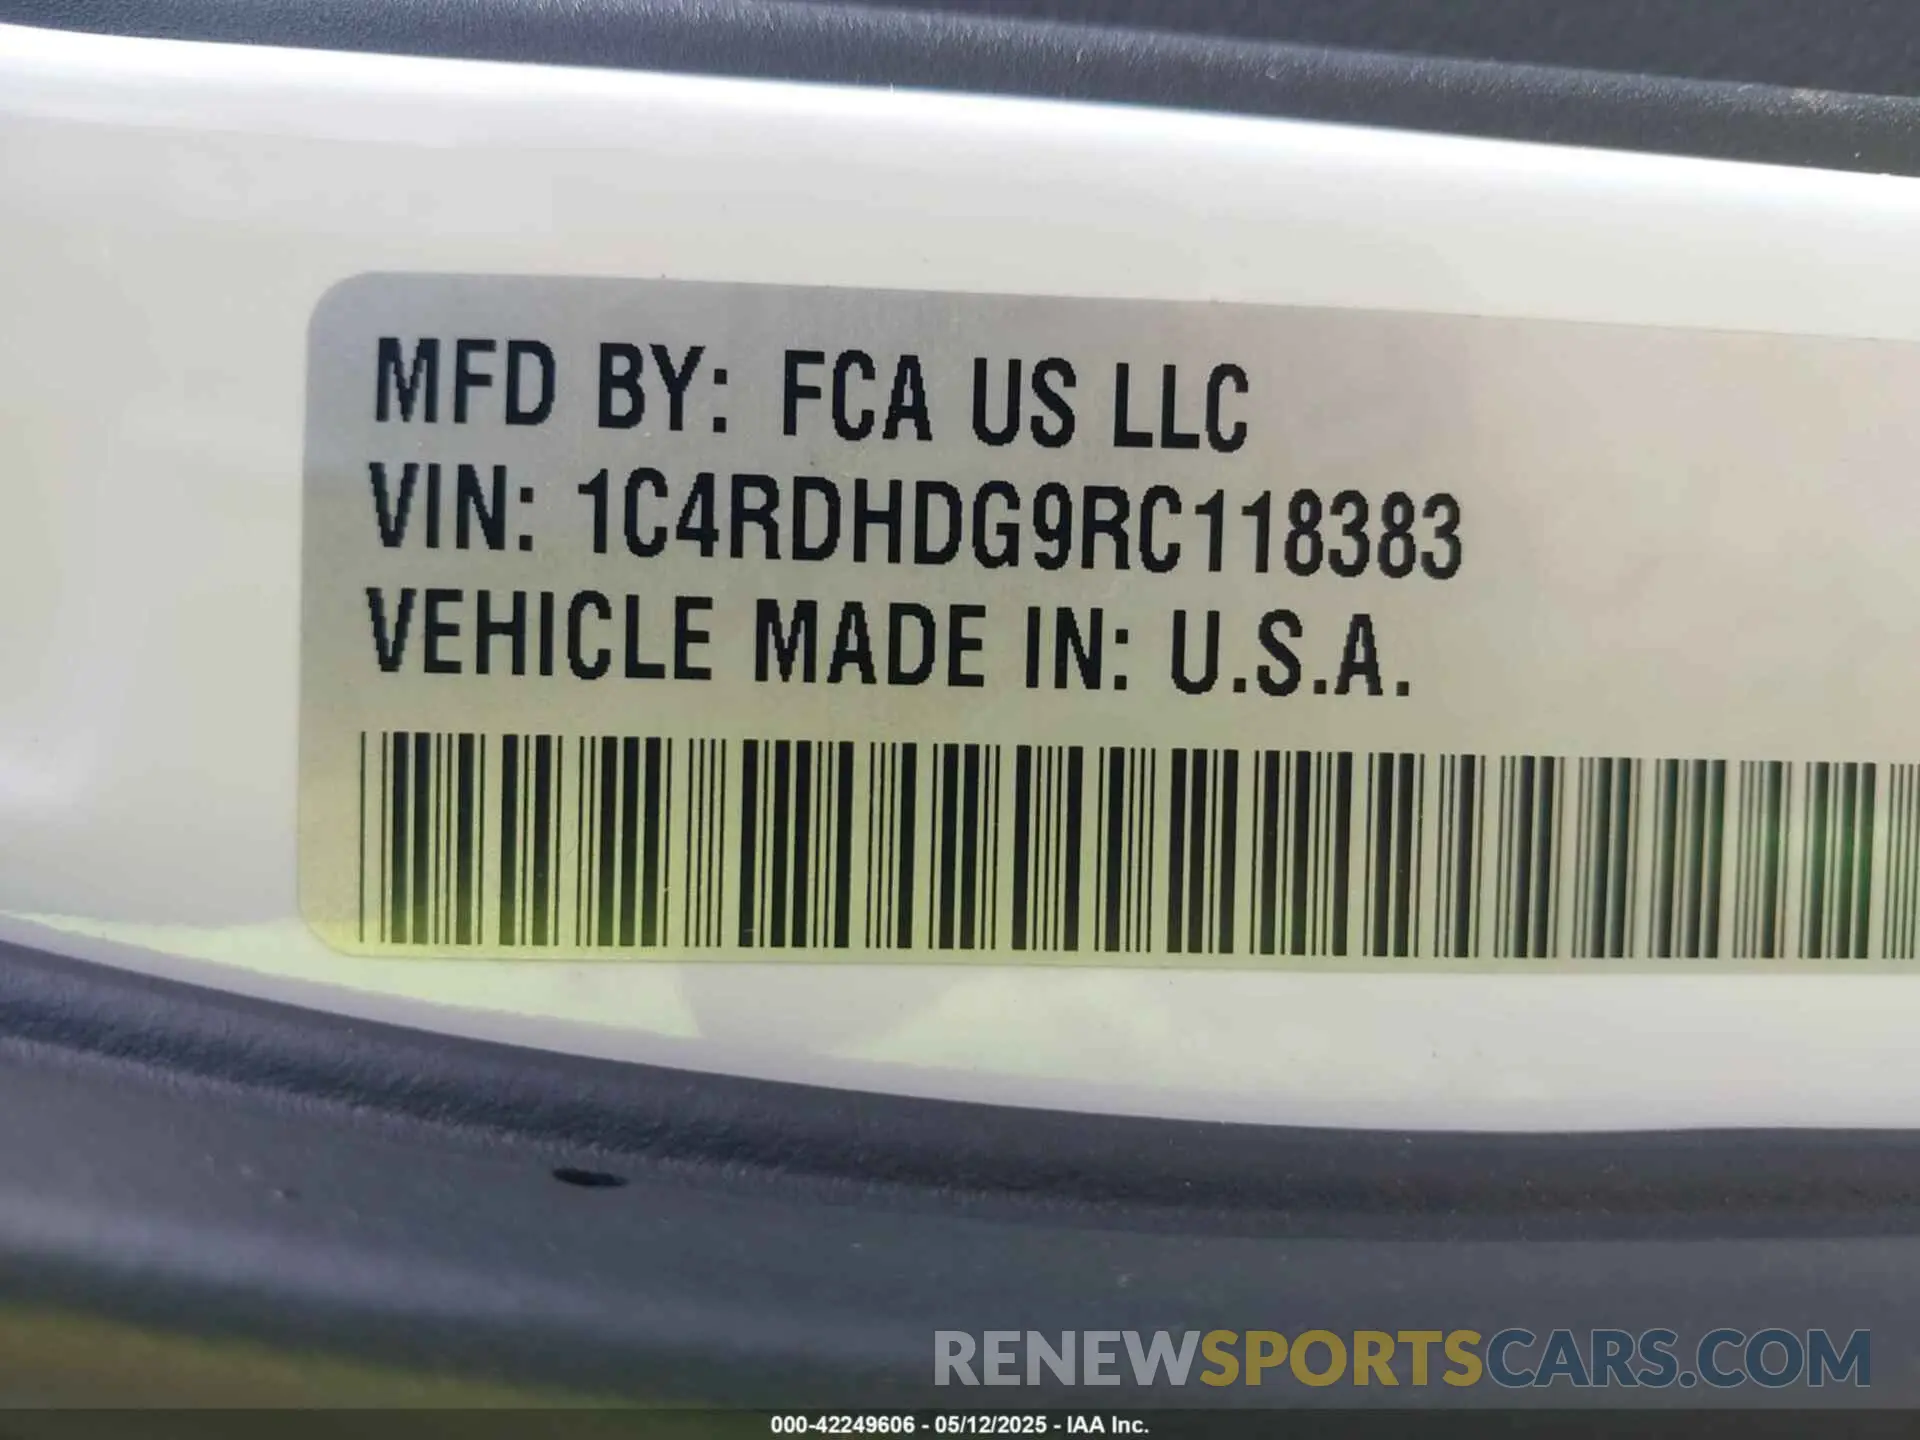 MFD BY: FCA US LLC
VIN: 1C4RDHDG9RC118383
VEHICLE MADE IN: U.S.A.
RENEWSPORTSCARS.COM
000-42249606 - 05/12/2025 - IAA Inc.